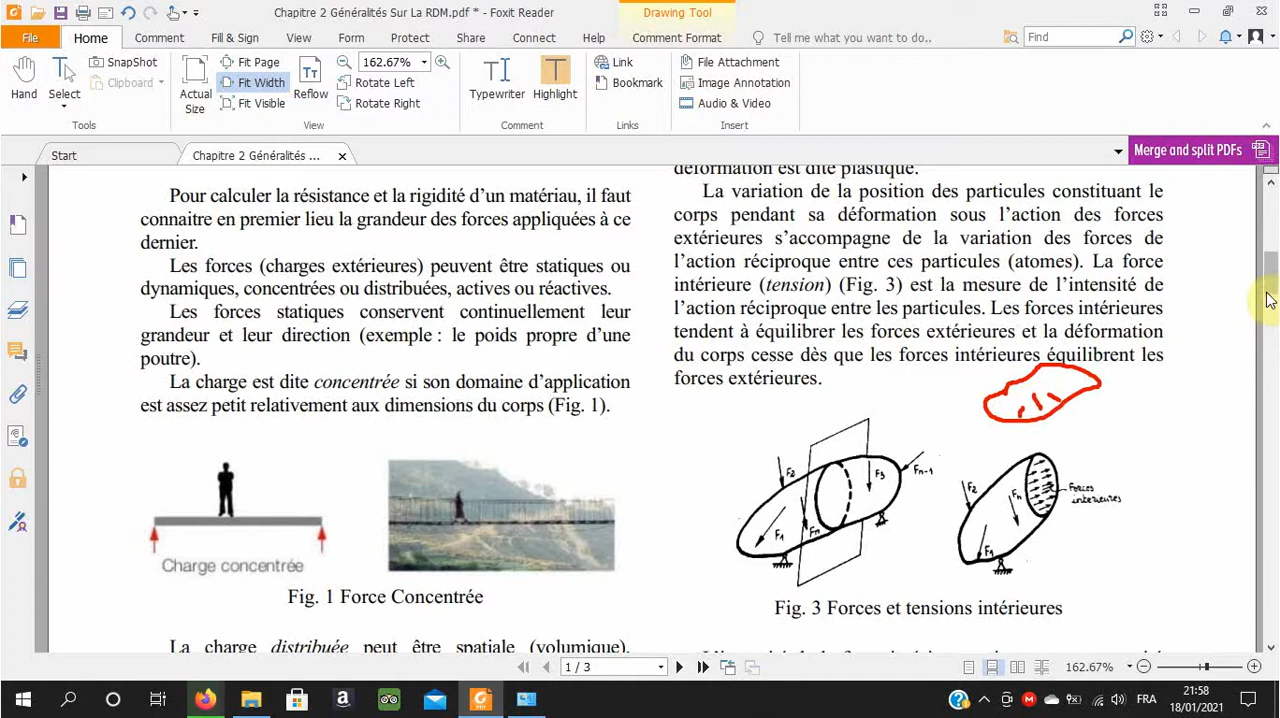 Chapitre 2 Généralités Sur La RDM.pdf * - Foxit Reader
Drawing Tool
File Home Comment Fill & Sign View Form Protect Share Connect Help Comment Format Tell me what you want to do.. Find
Hand
Select
SnapShot
Clipboard
Tools
Actual
Size
Fit Page
Fit Width
Fit Visible
Reflow
162.67%
Rotate Left
Rotate Right
View
Typewriter
Highlight
Comment
Link
Bookmark
Links
File Attachment
Image Annotation
Audio & Video
Insert
Start
Chapitre 2 Généralités ...
Merge and split PDFs
Pour calculer la résistance et la rigidité d’un matériau, il faut
connaitre en premier lieu la grandeur des forces appliquées à ce
dernier.
Les forces (charges extérieures) peuvent être statiques ou
dynamiques, concentrées ou distribuées, actives ou réactives.
Les forces statiques conservent continuellement leur
grandeur et leur direction (exemple : le poids propre d’une
poutre).
La charge est dite concentrée si son domaine d’application
est assez petit relativement aux dimensions du corps (Fig. 1).
Charge concentrée
Fig. 1 Force Concentrée
La charge distribuée peut être spatiale (volumique).
déformation est dite plastique.
La variation de la position des particules constituant le
corps pendant sa déformation sous l’action des forces
extérieures s’accompagne de la variation des forces de
l’action réciproque entre ces particules (atomes). La force
intérieure (tension) (Fig. 3) est la mesure de l’intensité de
l’action réciproque entre les particules. Les forces intérieures
tendent à équilibrer les forces extérieures et la déformation
du corps cesse dès que les forces intérieures équilibrent les
forces extérieures.
F2
F3
Fn-1
F1
Fn
F2
Fn
F1
Forces
intérieures
Fig. 3 Forces et tensions intérieures
1 / 3
162.67%
FRA
21:58
18/01/2021